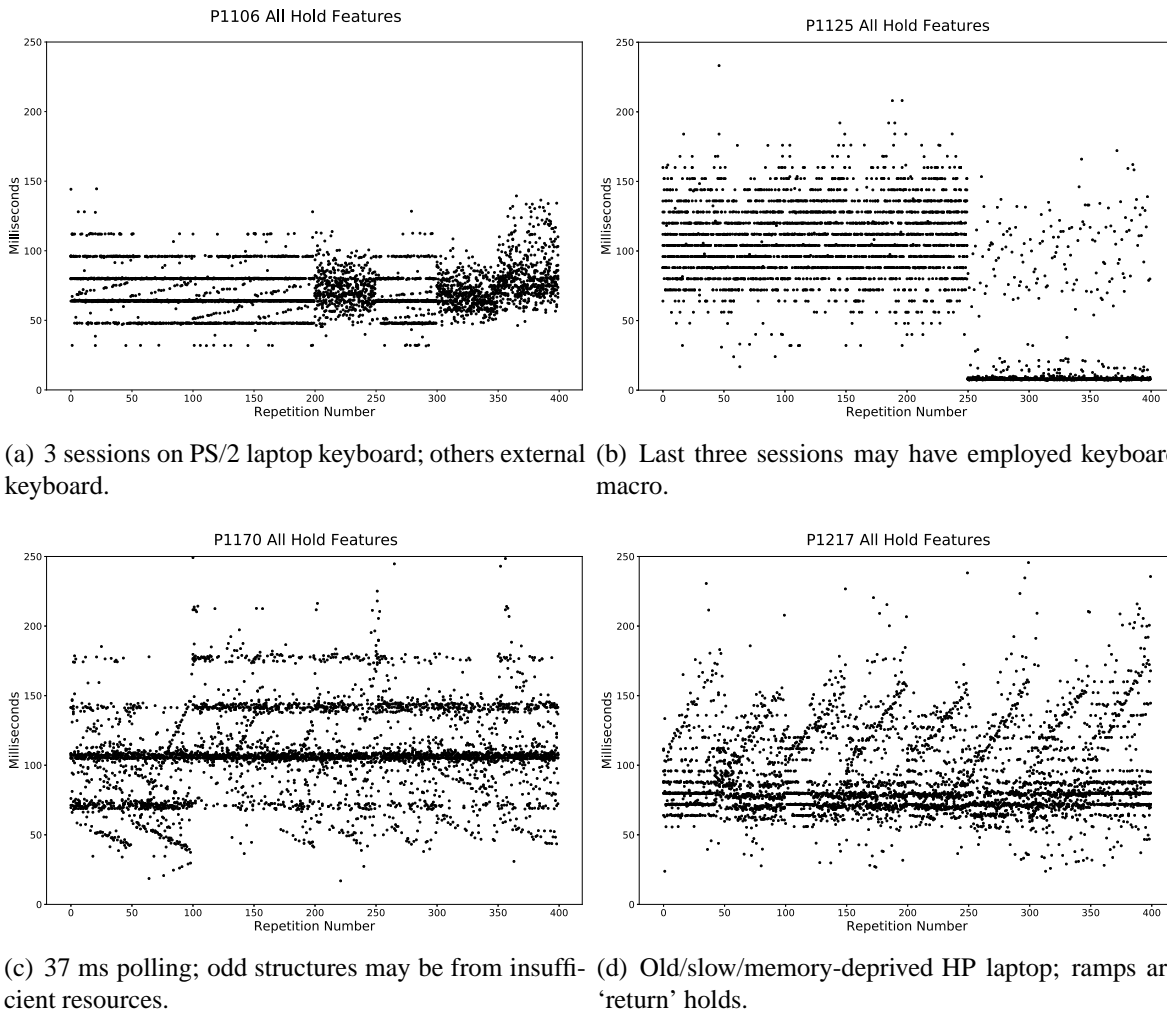 P1106 All Hold Features
250
200
150
100
50
0
Milliseconds
0 50 100 150 200 250 300 350 400
Repetition Number
(a) 3 sessions on PS/2 laptop keyboard; others external
keyboard.
P1125 All Hold Features
250
200
150
100
50
0
Milliseconds
0 50 100 150 200 250 300 350 400
Repetition Number
(b) Last three sessions may have employed keyboard
macro.
P1170 All Hold Features
250
200
150
100
50
0
Milliseconds
0 50 100 150 200 250 300 350 400
Repetition Number
(c) 37 ms polling; odd structures may be from insuffi-
cient resources.
P1217 All Hold Features
250
200
150
100
50
0
Milliseconds
0 50 100 150 200 250 300 350 400
Repetition Number
(d) Old/slow/memory-deprived HP laptop; ramps ar
‘return’ holds.